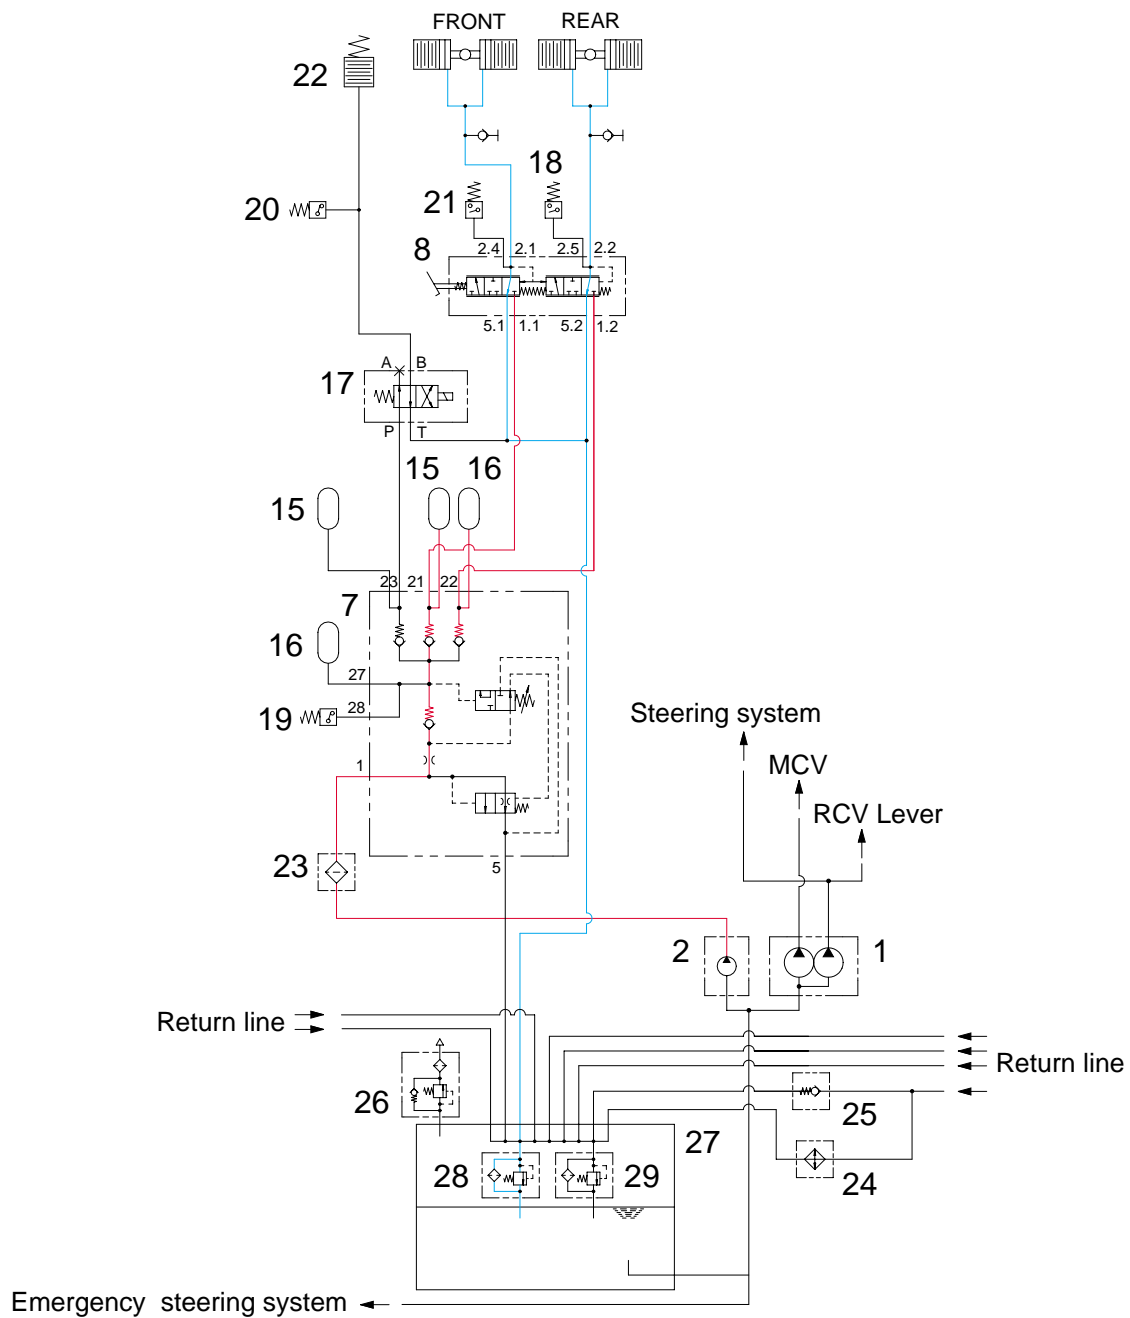 FRONT REAR
22
18
20
21
8
2.4 2.1 2.5 2.2
5.1 1.1 5.2 1.2
A B
17
P T
15 16
15
23 21 22
7
16
27
28
19
Steering system
1
MCV
RCV Lever
23
5
2
1
Return line
Return line
26
25
27
28
29
24
Emergency steering system